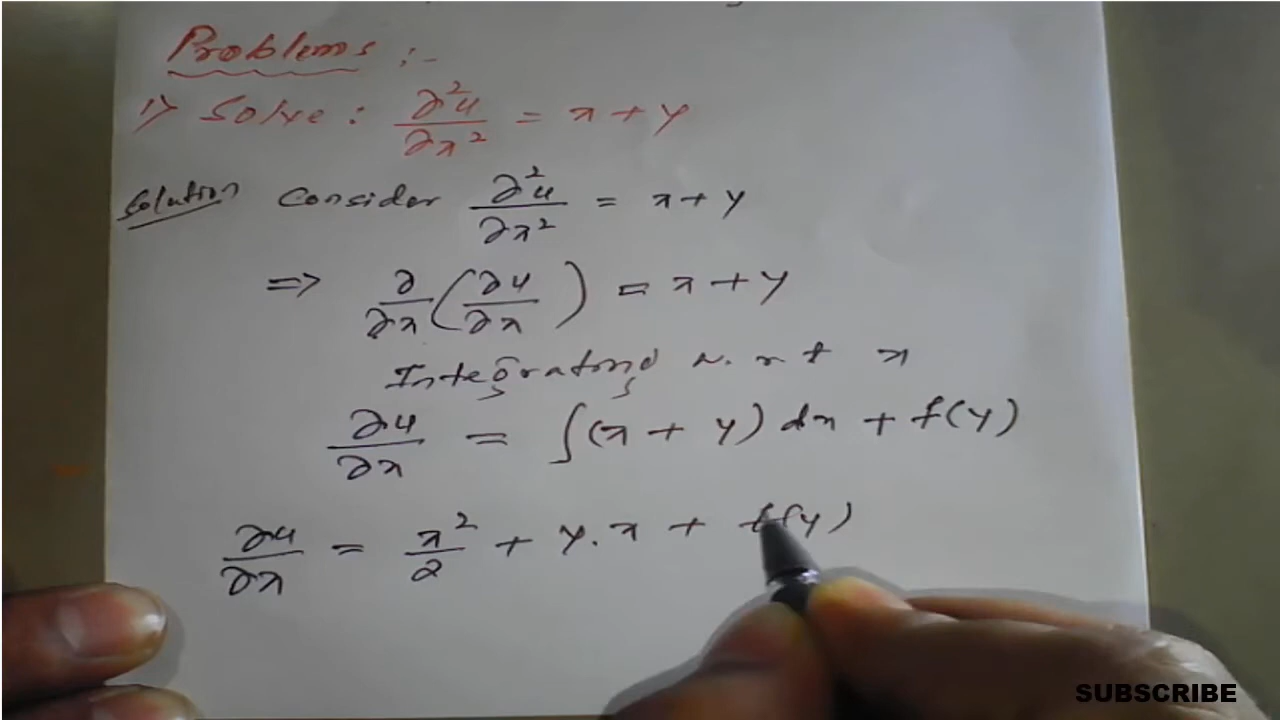 Problems :-
1) Solve : ∂²u/∂x² = x + y
Solution Consider ∂²u/∂x² = x + y
=> ∂/∂x (∂u/∂x) = x + y
Integrating w.r.t x
∂u/∂x = ∫(x + y) dx + f(y)
∂u/∂x = x²/2 + y.x + f(y)
SUBSCRIBE